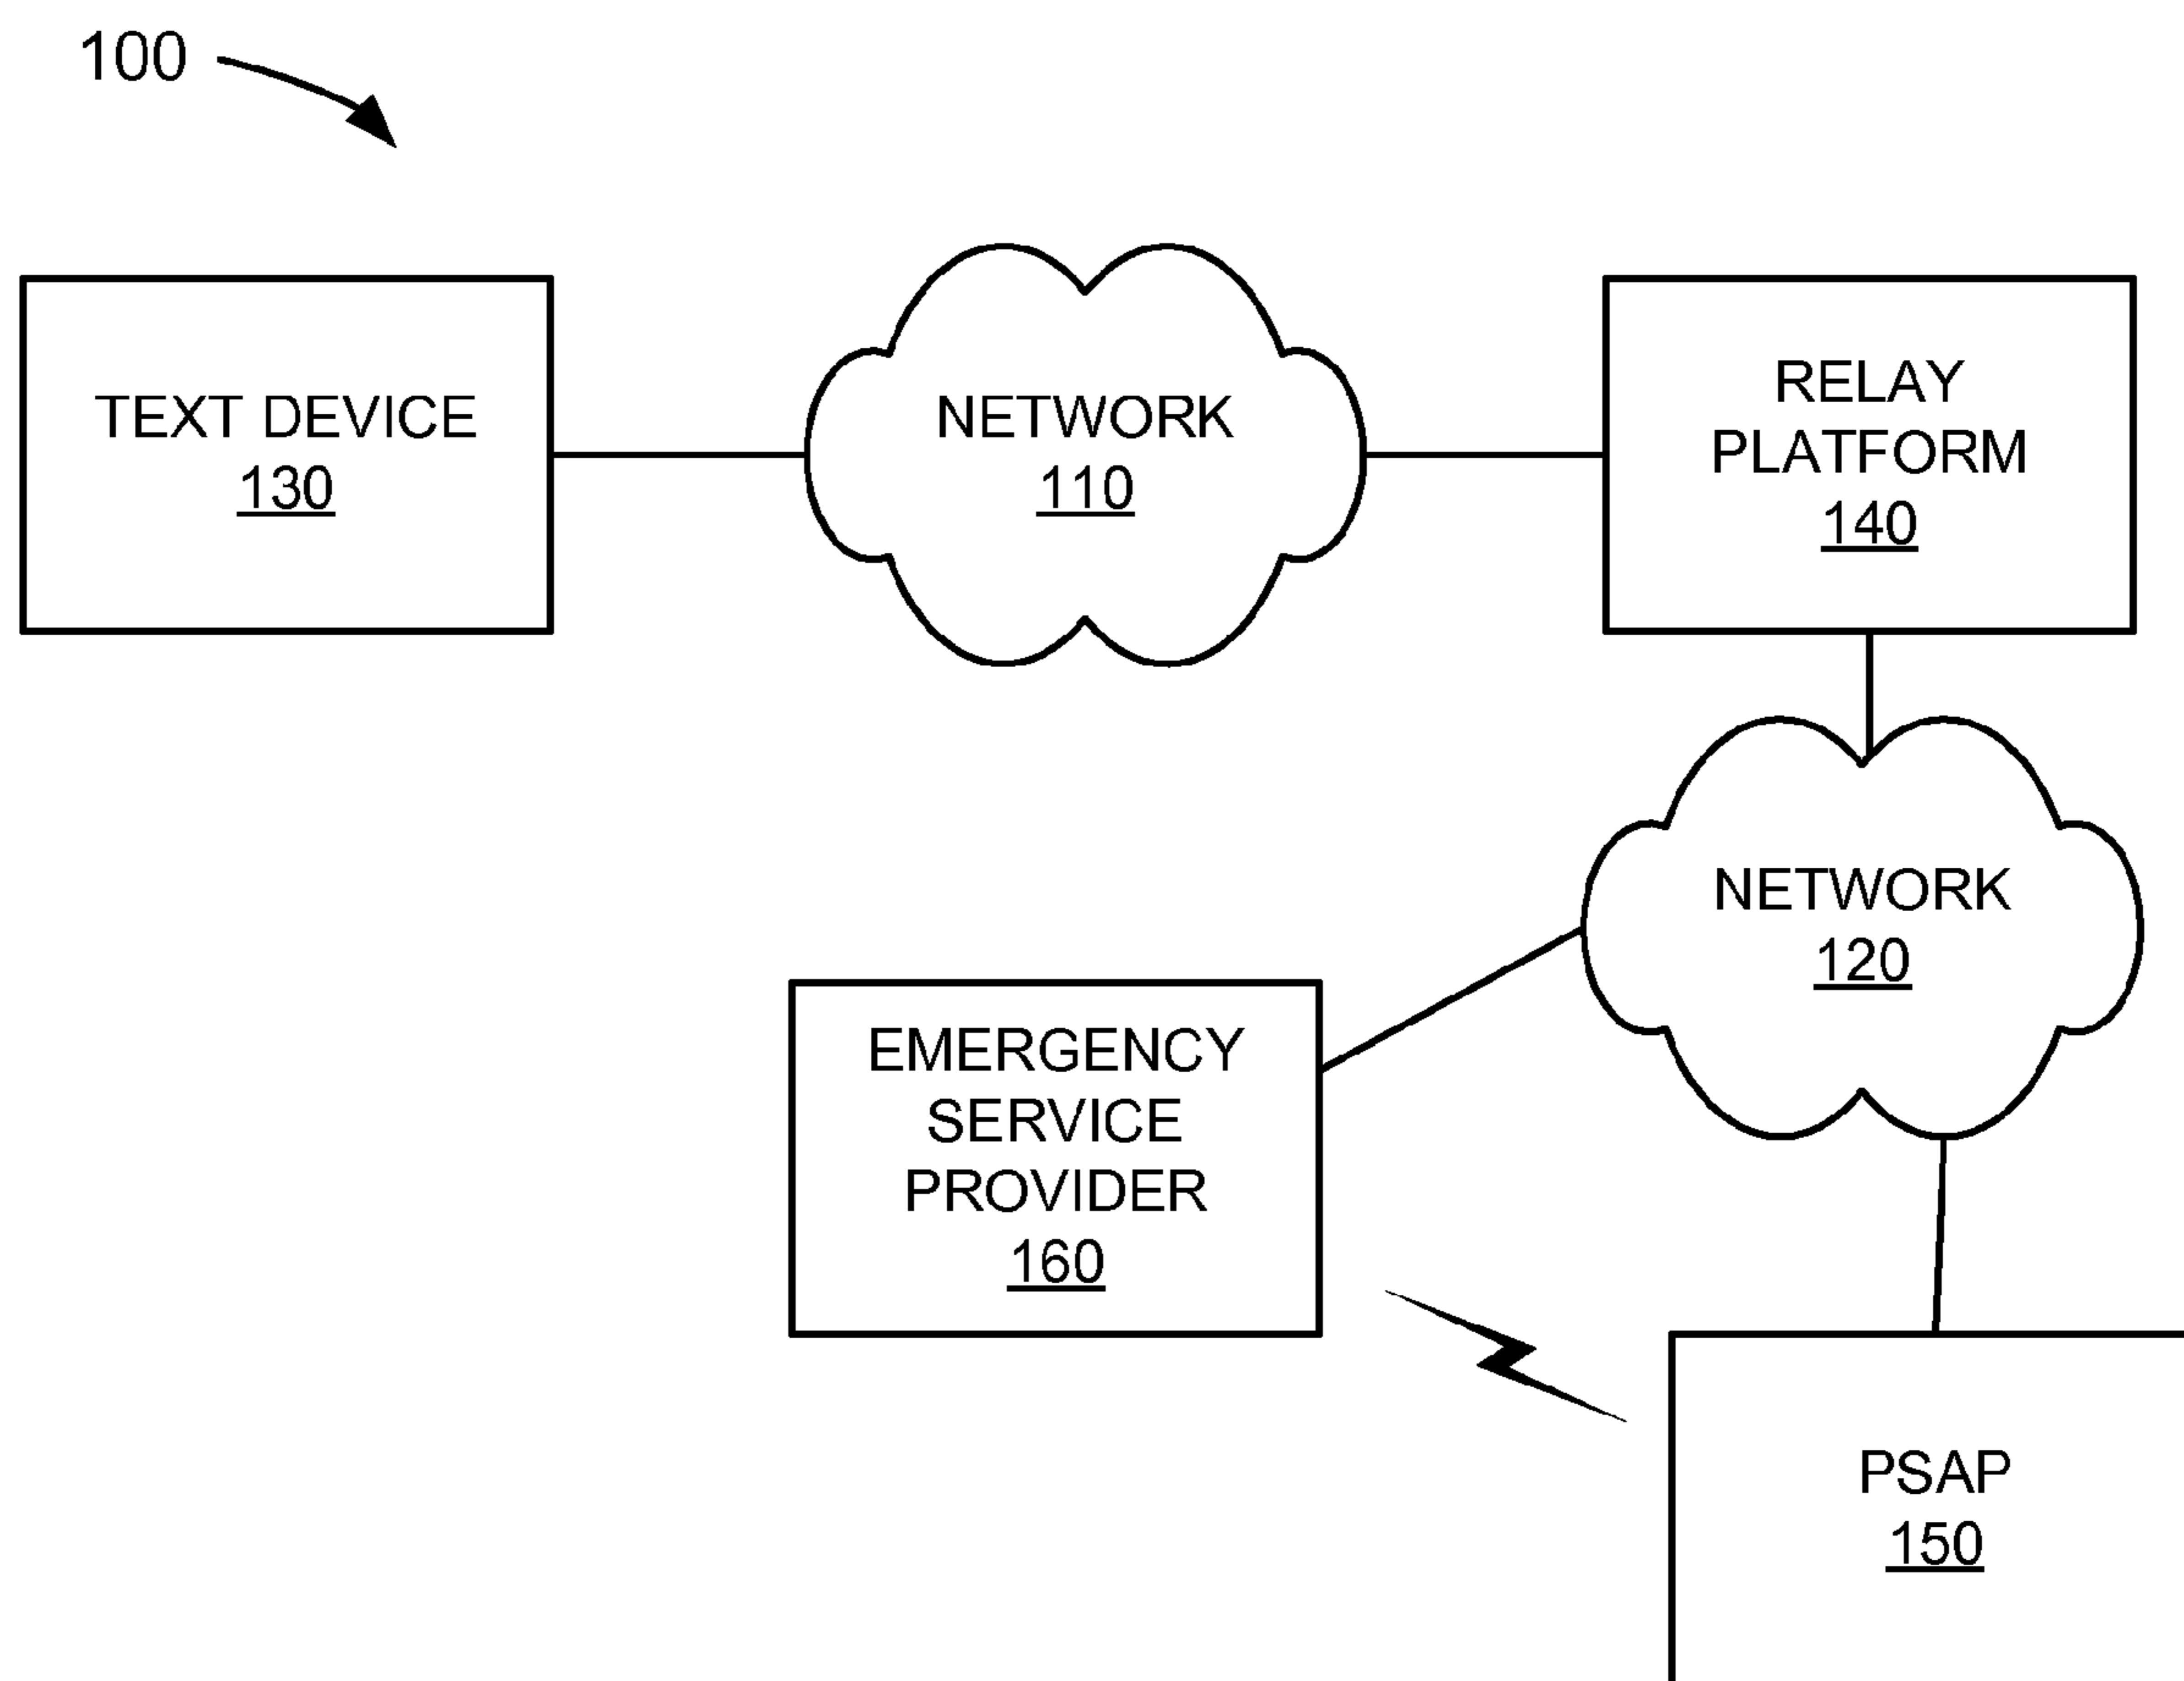 100
TEXT DEVICE
130
NETWORK
110
RELAY
PLATFORM
140
NETWORK
120
EMERGENCY
SERVICE
PROVIDER
160
PSAP
150